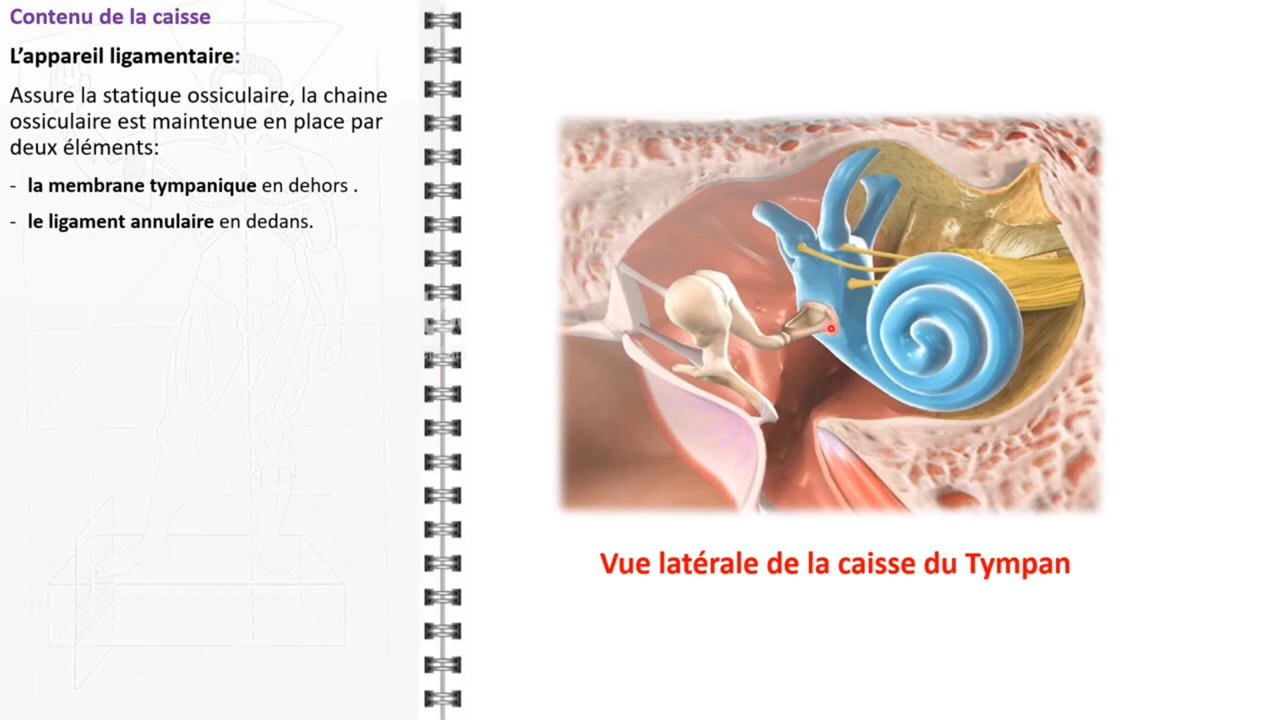 Contenu de la caisse
L’appareil ligamentaire:
Assure la statique ossiculaire, la chaine
ossiculaire est maintenue en place par
deux éléments:
- la membrane tympanique en dehors .
- le ligament annulaire en dedans.
Vue latérale de la caisse du Tympan